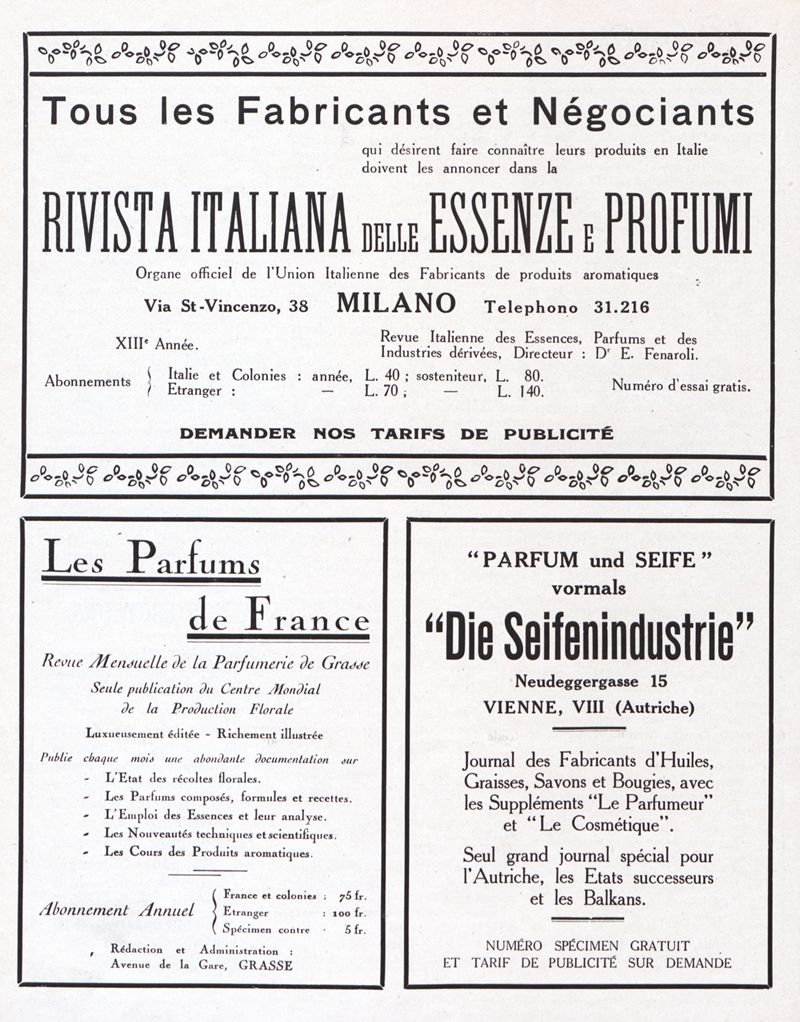 Tous les Fabricants et Négociants
qui désirent faire connaître leurs produits en Italie
doivent les annoncer dans la
RIVISTA ITALIANA DELLE ESSENZE E PROFUMI
Organe officiel de l'Union Italienne des Fabricants de produits aromatiques
Via St-Vincenzo, 38 MILANO Telephono 31.216
XIIIe Année.
Revue Italienne des Essences, Parfums et des
Industries dérivées, Directeur : Dr E. Fenaroli.
Abonnements { Italie et Colonies : année, L. 40 ; sosteniteur, L. 80.
Etranger : — L. 70 ; — L. 140.
Numéro d'essai gratis.
DEMANDER NOS TARIFS DE PUBLICITÉ
Les Parfums
de France
Revue Mensuelle de la Parfumerie de Grasse
Seule publication du Centre Mondial
de la Production Florale
Luxueusement éditée - Richement illustrée
Publie chaque mois une abondante documentation sur
- L'Etat des récoltes florales.
- Les Parfums composés, formules et recettes.
- L'Emploi des Essences et leur analyse.
- Les Nouveautés techniques et scientifiques.
- Les Cours des Produits aromatiques.
Abonnement Annuel { France et colonies : 75 fr.
Etranger : 100 fr.
Spécimen contre · 5 fr.
Rédaction et Administration :
Avenue de la Gare, GRASSE
“PARFUM und SEIFE”
vormals
“Die Seifenindustrie”
Neudeggergasse 15
VIENNE, VIII (Autriche)
Journal des Fabricants d'Huiles,
Graisses, Savons et Bougies, avec
les Suppléments “Le Parfumeur”
et “Le Cosmétique”.
Seul grand journal spécial pour
l'Autriche, les Etats successeurs
et les Balkans.
NUMÉRO SPÉCIMEN GRATUIT
ET TARIF DE PUBLICITÉ SUR DEMANDE